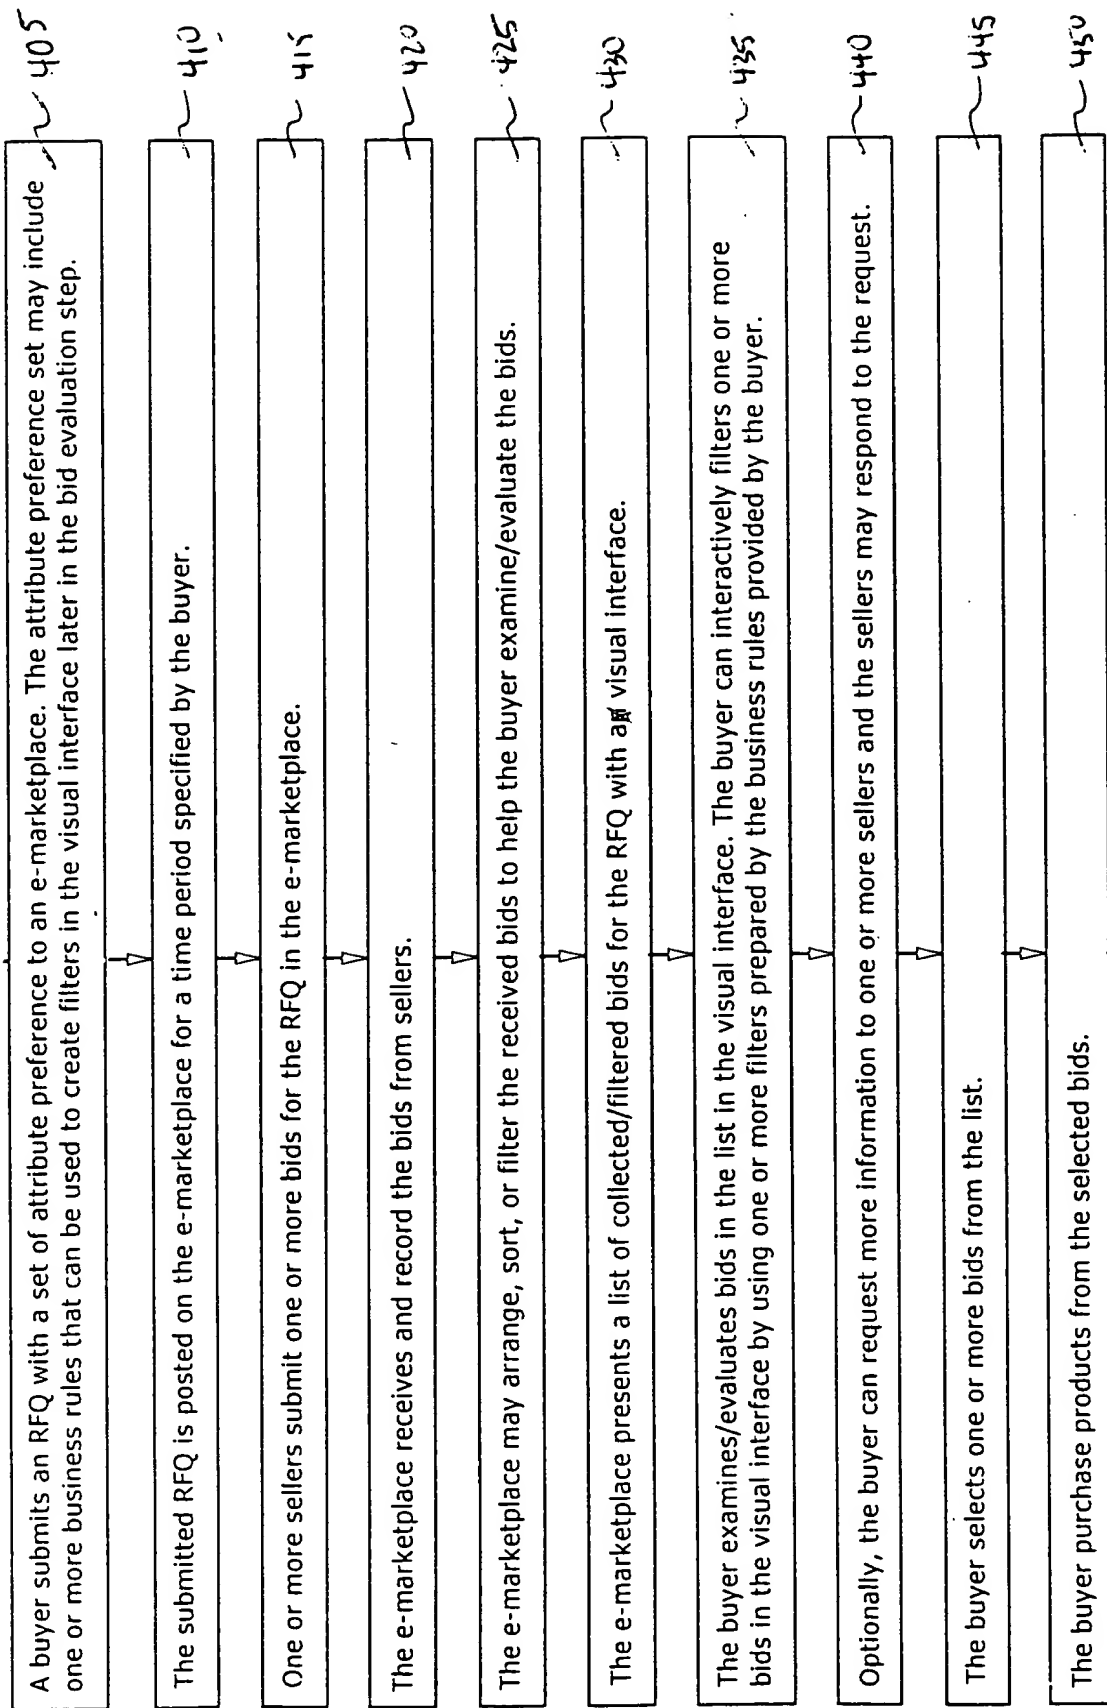 A buyer submits an RFQ with a set of attribute preference to an e-marketplace. The attribute preference set may include
one or more business rules that can be used to create filters in the visual interface later in the bid evaluation step.
405
The submitted RFQ is posted on the e-marketplace for a time period specified by the buyer.
410
One or more sellers submit one or more bids for the RFQ in the e-marketplace.
415
The e-marketplace receives and record the bids from sellers.
420
The e-marketplace may arrange, sort, or filter the received bids to help the buyer examine/evaluate the bids.
425
The e-marketplace presents a list of collected/filtered bids for the RFQ with a visual interface.
430
The buyer examines/evaluates bids in the list in the visual interface. The buyer can interactively filters one or more
bids in the visual interface by using one or more filters prepared by the business rules provided by the buyer.
435
Optionally, the buyer can request more information to one or more sellers and the sellers may respond to the request.
440
The buyer selects one or more bids from the list.
445
The buyer purchase products from the selected bids.
450